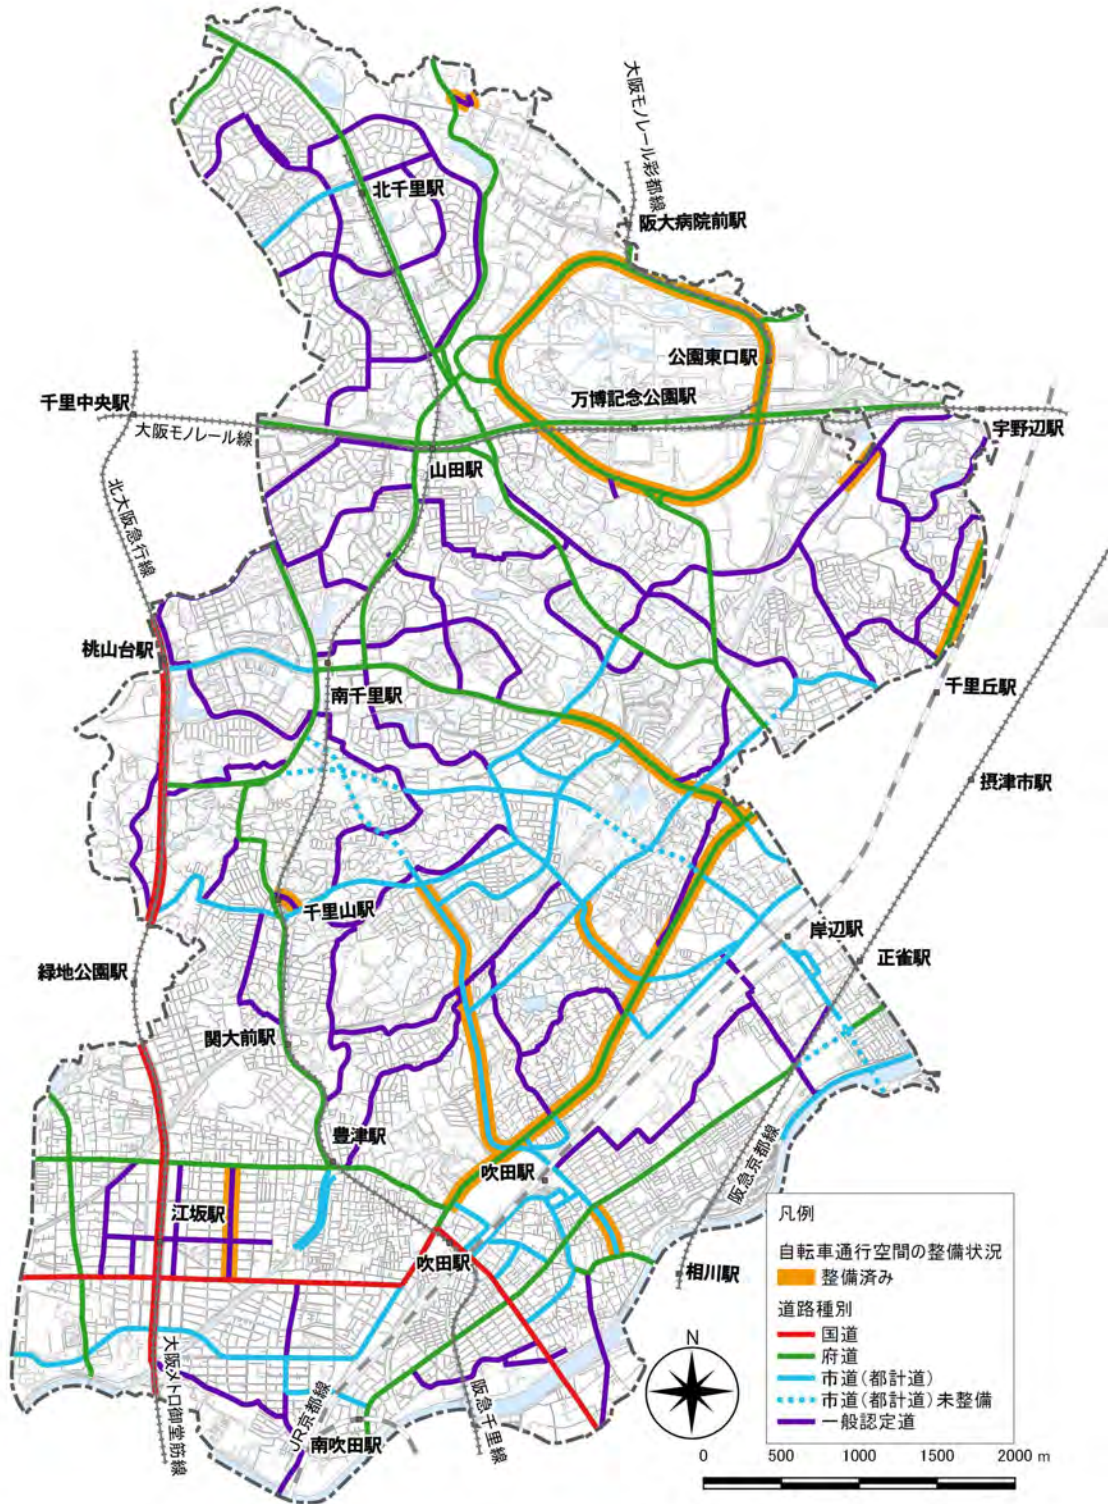 大阪モノレール彩都線
北千里駅
阪大病院前駅
公園東口駅
万博記念公園駅
千里中央駅
大阪モノレール線
宇野辺駅
山田駅
北大阪急行線
桃山台駅
南千里駅
千里丘駅
摂津市駅
千里山駅
岸辺駅
正雀駅
緑地公園駅
関大前駅
豊津駅
吹田駅
阪急京都線
江坂駅
吹田駅
相川駅
大阪メトロ御堂筋線
JR京都線
阪急千里線
南吹田駅
凡例
自転車通行空間の整備状況
整備済み
道路種別
国道
府道
市道(都計道)
市道(都計道)未整備
一般認定道
N
0 500 1000 1500 2000 m